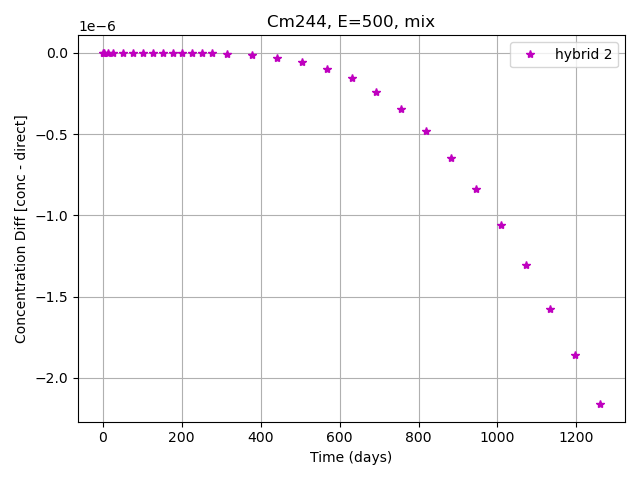 Cm244, E=500, mix
1e−6
hybrid 2
0.0
−0.5
−1.0
−1.5
−2.0
Concentration Diff [conc - direct]
0 200 400 600 800 1000 1200
Time (days)